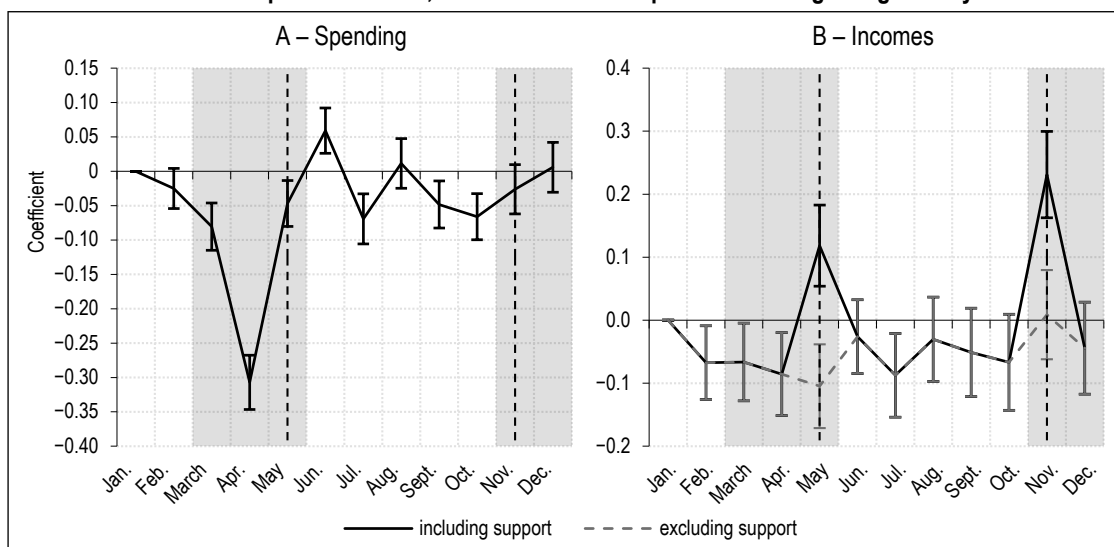 A – Spending
0.15
0.10
0.05
0
−0.05
−0.10
−0.15
−0.20
−0.25
−0.30
−0.35
−0.40
Coefficient
Jan.
Feb.
March
Apr.
May
Jun.
Jul.
Aug.
Sept.
Oct.
Nov.
Dec.
B – Incomes
0.4
0.3
0.2
0.1
0.0
−0.1
−0.2
Jan.
Feb.
March
Apr.
May
Jun.
Jul.
Aug.
Sept.
Oct.
Nov.
Dec.
including support
excluding support